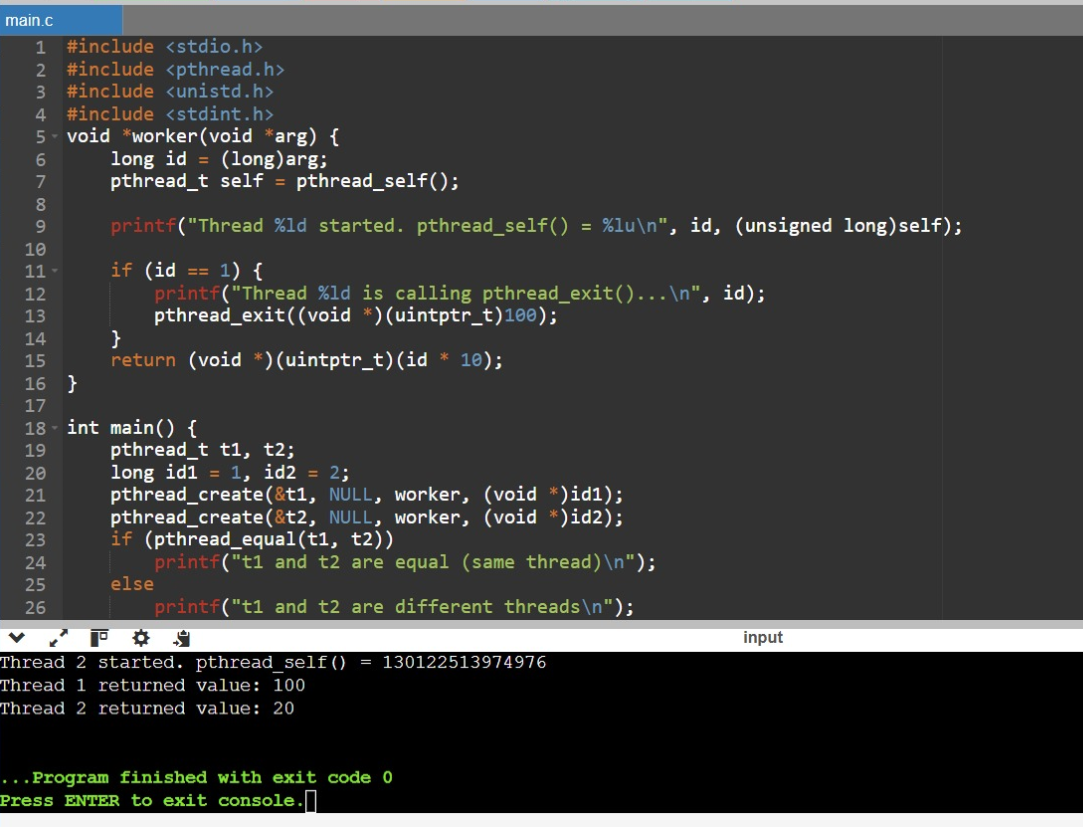 main.c
1 #include <stdio.h>
2 #include <pthread.h>
3 #include <unistd.h>
4 #include <stdint.h>
5 void *worker(void *arg) {
6     long id = (long)arg;
7     pthread_t self = pthread_self();
8
9     printf("Thread %ld started. pthread_self() = %lu\n", id, (unsigned long)self);
10
11     if (id == 1) {
12         printf("Thread %ld is calling pthread_exit()...\n", id);
13         pthread_exit((void *)(uintptr_t)100);
14     }
15     return (void *)(uintptr_t)(id * 10);
16 }
17
18 int main() {
19     pthread_t t1, t2;
20     long id1 = 1, id2 = 2;
21     pthread_create(&t1, NULL, worker, (void *)id1);
22     pthread_create(&t2, NULL, worker, (void *)id2);
23     if (pthread_equal(t1, t2))
24         printf("t1 and t2 are equal (same thread)\n");
25     else
26         printf("t1 and t2 are different threads\n");
input
Thread 2 started. pthread_self() = 130122513974976
Thread 1 returned value: 100
Thread 2 returned value: 20
...Program finished with exit code 0
Press ENTER to exit console.